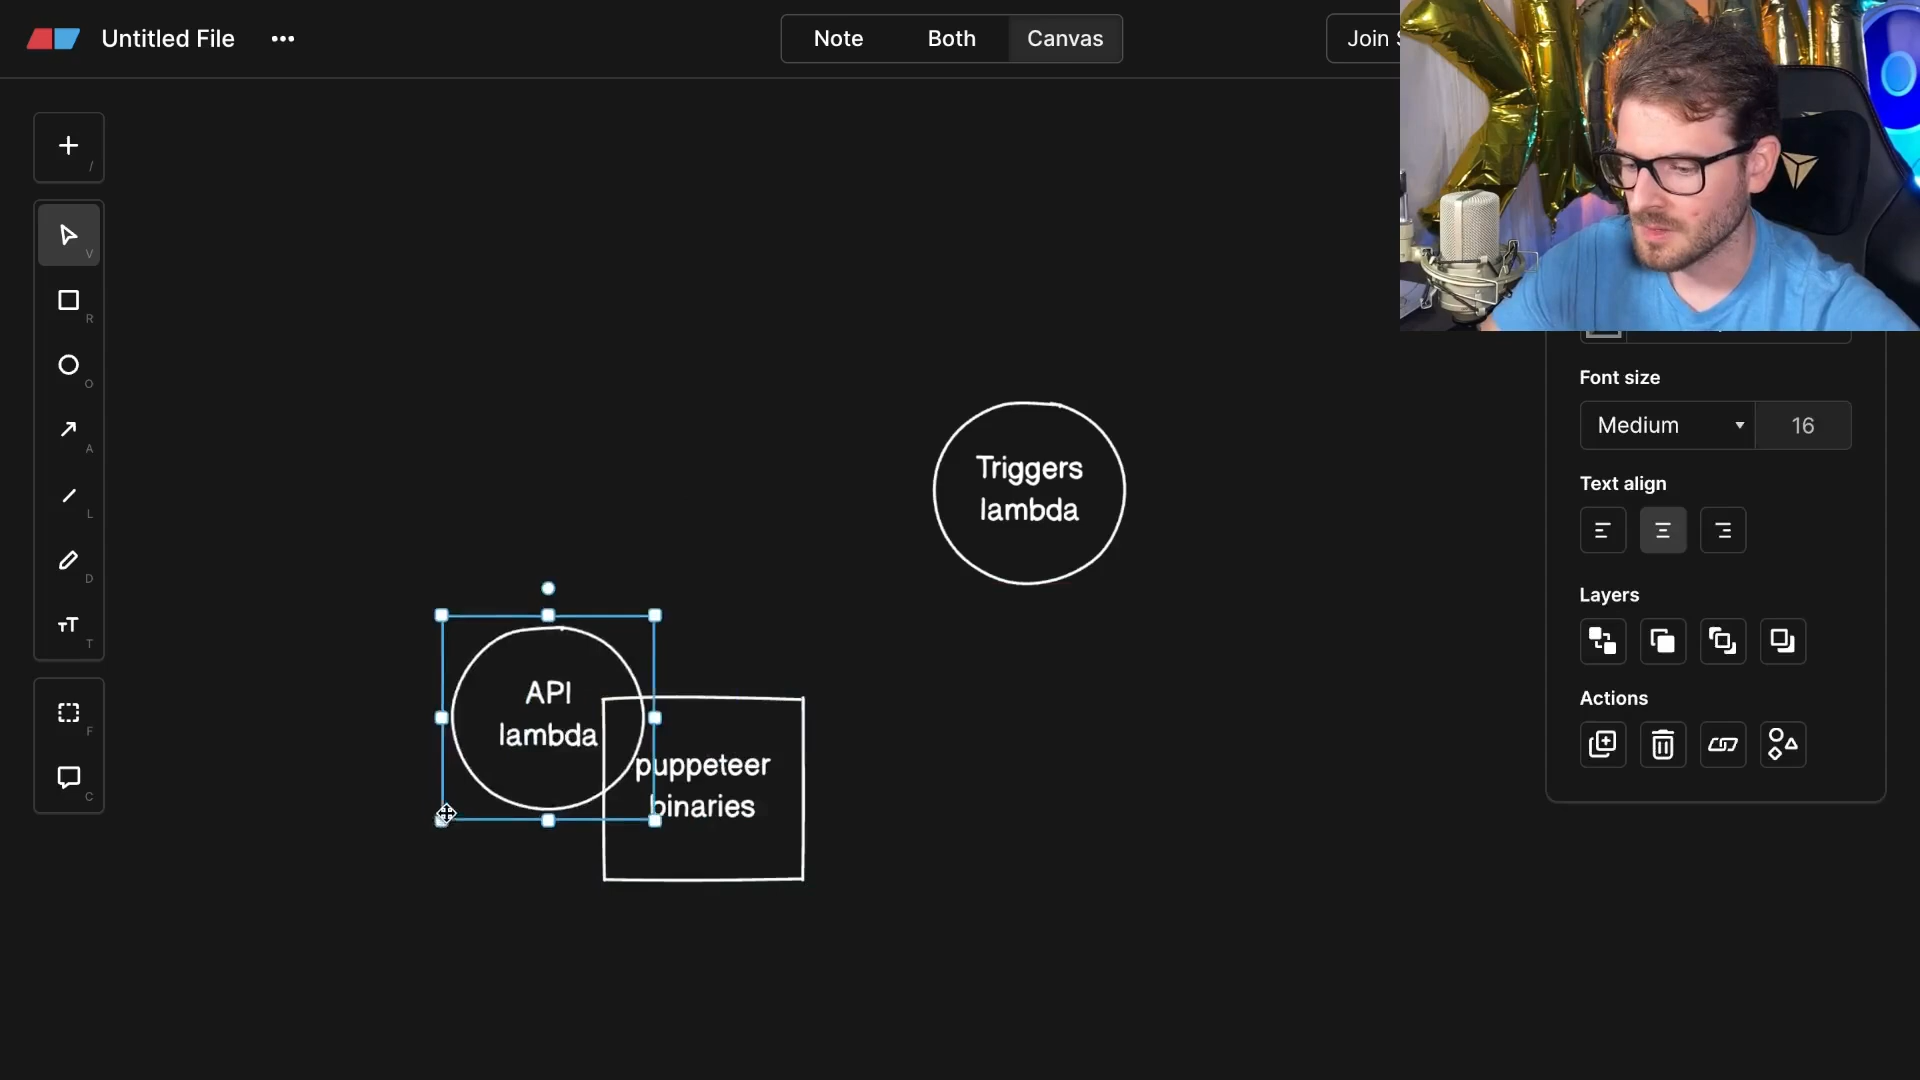 Untitled File
Note
Both
Canvas
Join
/
V
R
O
A
L
D
T
F
C
Triggers
lambda
API
lambda
puppeteer
binaries
Font size
Medium
16
Text align
Layers
Actions